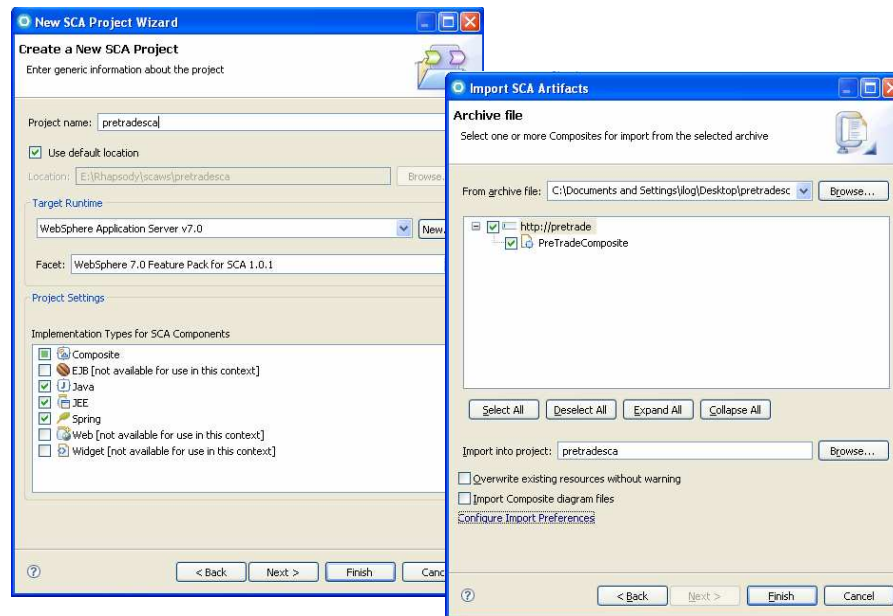 New SCA Project Wizard
Create a New SCA Project
Enter generic information about the project
Project name: pretradesca
Use default location
Location: E:\Rhapsody\scaws\pretradesca Browse...
Target Runtime
WebSphere Application Server v7.0 New.
Facet: WebSphere 7.0 Feature Pack for SCA 1.0.1
Project Settings
Implementation Types for SCA Components
Composite
EJB [not available for use in this context]
Java
JEE
Spring
Web [not available for use in this context]
Widget [not available for use in this context]
< Back Next > Finish Canc
Import SCA Artifacts
Archive file
Select one or more Composites for import from the selected archive
From archive file: C:\Documents and Settings\ilog\Desktop\pretradesc Browse...
http://pretrade
PreTradeComposite
Select All Deselect All Expand All Collapse All
Import into project: pretradesca Browse...
Overwrite existing resources without warning
Import Composite diagram files
Configure Import Preferences
< Back Next > Finish Cancel